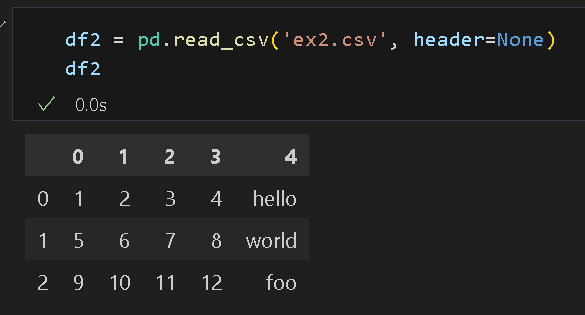 df2 = pd.read_csv('ex2.csv', header=None)
df2
0.0s
0 1 2 3 4
0 1 2 3 4 hello
1 5 6 7 8 world
2 9 10 11 12 foo